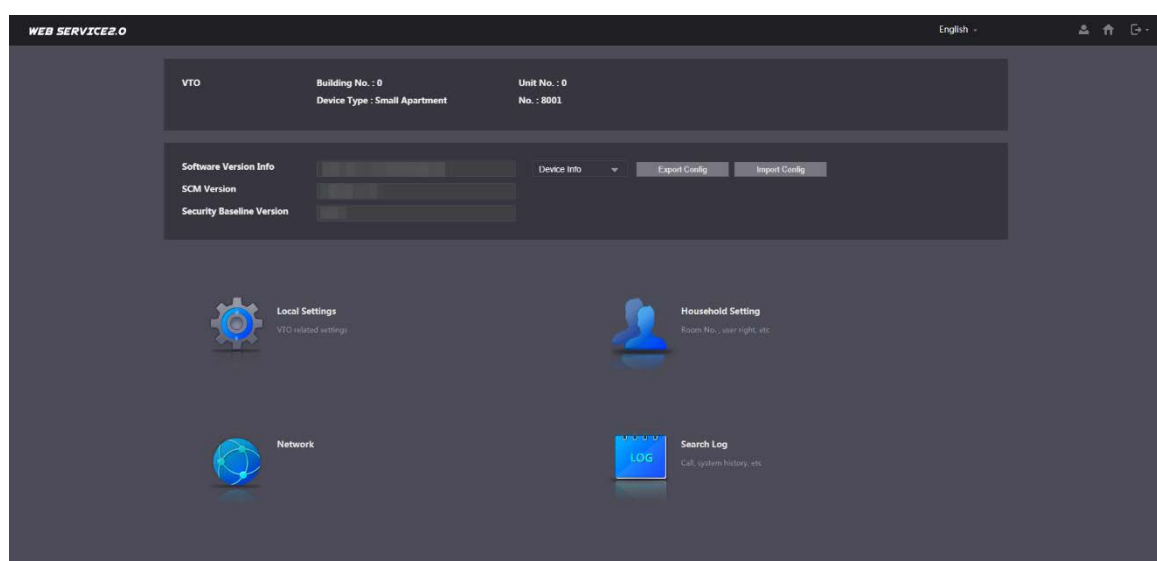 WEB SERVICE2.0
English
VTO Building No. : 0 Unit No. : 0
Device Type : Small Apartment No. : 8001
Software Version Info Device Info Export Config Import Config
SCM Version
Security Baseline Version
Local Settings
VTO related settings
Household Setting
Room No. , user right, etc
Network
Search Log
LOG
Call, system history, etc